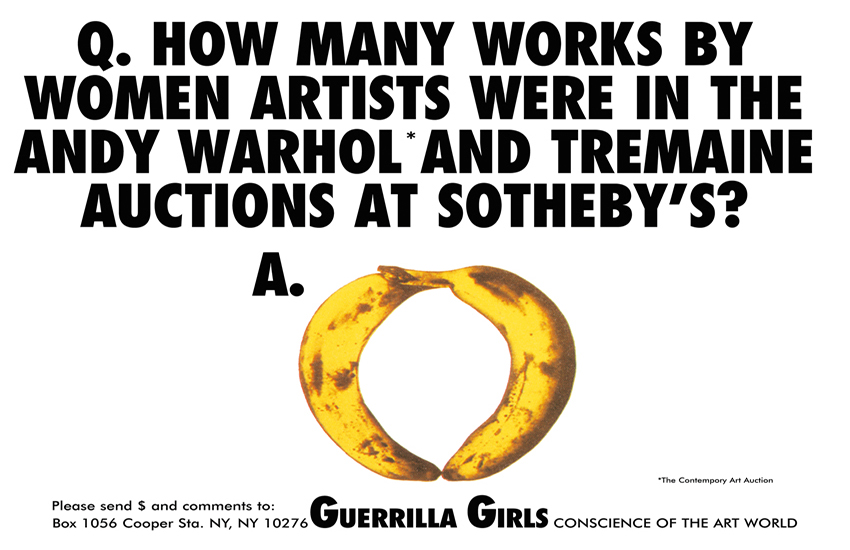 Q. HOW MANY WORKS BY
WOMEN ARTISTS WERE IN THE
ANDY WARHOL* AND TREMAINE
AUCTIONS AT SOTHEBY'S?
A.
*The Contempory Art Auction
Please send $ and comments to:
Box 1056 Cooper Sta. NY, NY 10276 GUERRILLA GIRLS CONSCIENCE OF THE ART WORLD